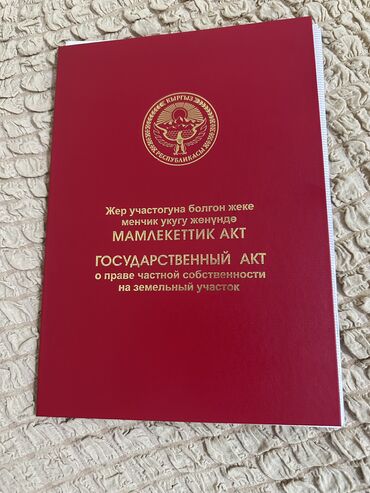 КЫРГЫЗ
РЕСПУБЛИКАСЫ
Жер участогуна болгон жеке
менчик укугу жөнүндө
МАМЛЕКЕТТИК АКТ
ГОСУДАРСТВЕННЫЙ АКТ
о праве частной собственности
на земельный участок